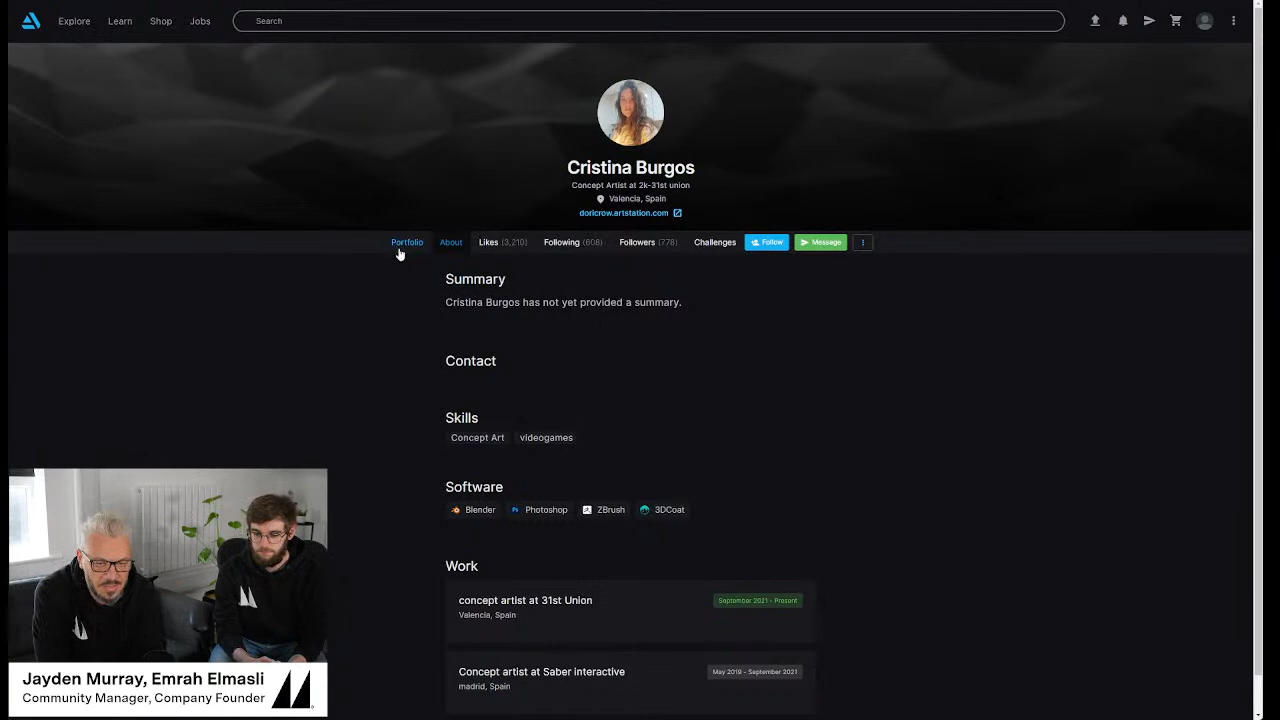 Explore Learn Shop Jobs Search
Cristina Burgos
Concept Artist at 2k-31st union
Valencia, Spain
doricrow.artstation.com
Portfolio About Likes (3,210) Following (608) Followers (778) Challenges Follow Message
Summary
Cristina Burgos has not yet provided a summary.
Contact
Skills
Concept Art videogames
Software
Blender Ps Photoshop ZBrush 3DCoat
Work
concept artist at 31st Union September 2021 - Present
Valencia, Spain
Concept artist at Saber interactive May 2019 - September 2021
madrid, Spain
Jayden Murray, Emrah Elmasli
Community Manager, Company Founder